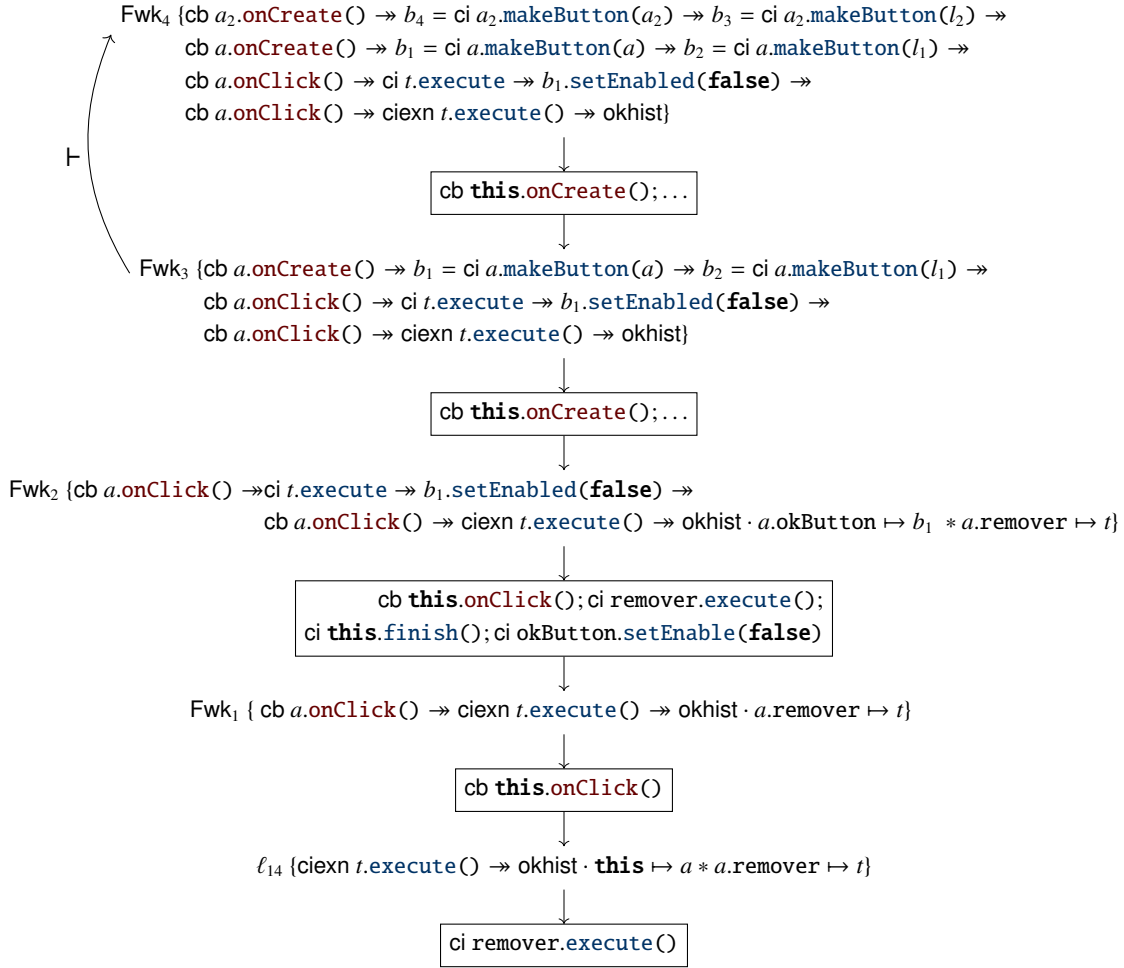 Fwk₄ {cb a₂.onCreate() ↠ b₄ = ci a₂.makeButton(a₂) ↠ b₃ = ci a₂.makeButton(l₂) ↠
cb a.onCreate() ↠ b₁ = ci a.makeButton(a) ↠ b₂ = ci a.makeButton(l₁) ↠
cb a.onClick() ↠ ci t.execute ↠ b₁.setEnabled(false) ↠
cb a.onClick() ↠ ciexn t.execute() ↠ okhist}
⊢
cb this.onCreate();...
Fwk₃ {cb a.onCreate() ↠ b₁ = ci a.makeButton(a) ↠ b₂ = ci a.makeButton(l₁) ↠
cb a.onClick() ↠ ci t.execute ↠ b₁.setEnabled(false) ↠
cb a.onClick() ↠ ciexn t.execute() ↠ okhist}
cb this.onCreate();...
Fwk₂ {cb a.onClick() ↠ci t.execute ↠ b₁.setEnabled(false) ↠
cb a.onClick() ↠ ciexn t.execute() ↠ okhist · a.okButton ↦ b₁ * a.remover ↦ t}
cb this.onClick(); ci remover.execute();
ci this.finish(); ci okButton.setEnable(false)
Fwk₁ { cb a.onClick() ↠ ciexn t.execute() ↠ okhist · a.remover ↦ t}
cb this.onClick()
ℓ₁₄ {ciexn t.execute() ↠ okhist · this ↦ a * a.remover ↦ t}
ci remover.execute()